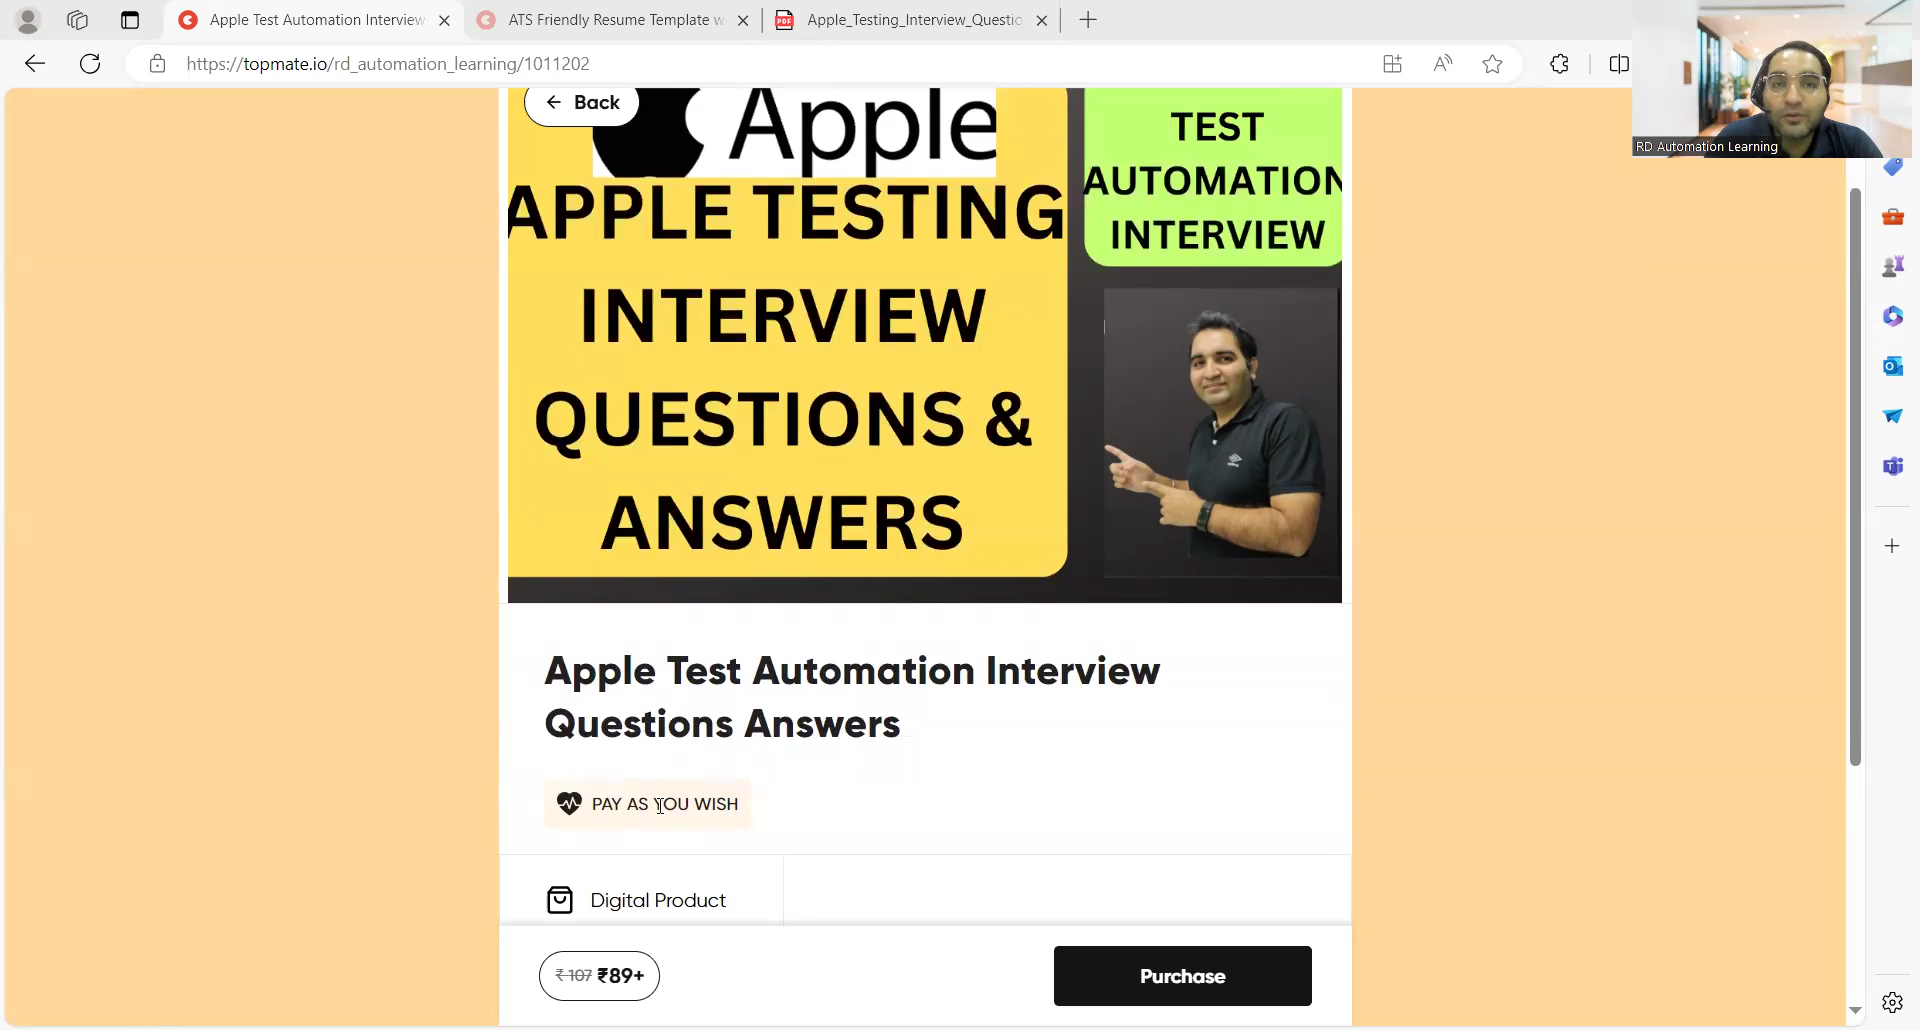 Apple Test Automation Interview
ATS Friendly Resume Template w
Apple_Testing_Interview_Questio
https://topmate.io/rd_automation_learning/1011202
RD Automation Learning
Back
Apple
APPLE TESTING
INTERVIEW
QUESTIONS &
ANSWERS
TEST
AUTOMATION
INTERVIEW
Apple Test Automation Interview
Questions Answers
PAY AS YOU WISH
Digital Product
₹107 ₹89+
Purchase